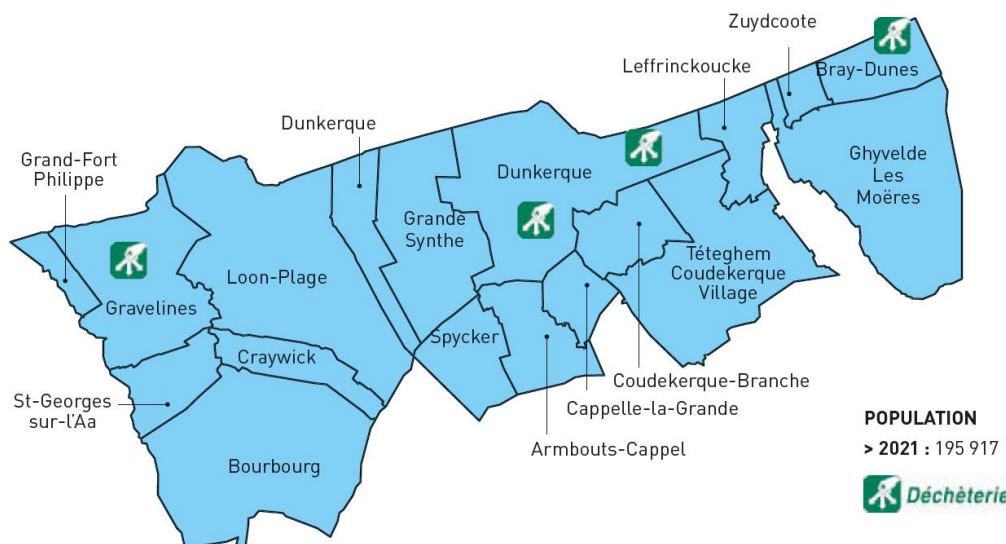 Zuydcoote
Leffrinckoucke
Bray-Dunes
Dunkerque
Grand-Fort
Philippe
Dunkerque
Ghyvelde
Les
Moëres
Grande
Synthe
Téteghem
Coudekerque
Village
Loon-Plage
Gravelines
Spycker
Craywick
Coudekerque-Branche
St-Georges
sur-l'Aa
Cappelle-la-Grande
POPULATION
Armbouts-Cappel
> 2021 : 195 917
Bourbourg
Déchèterie